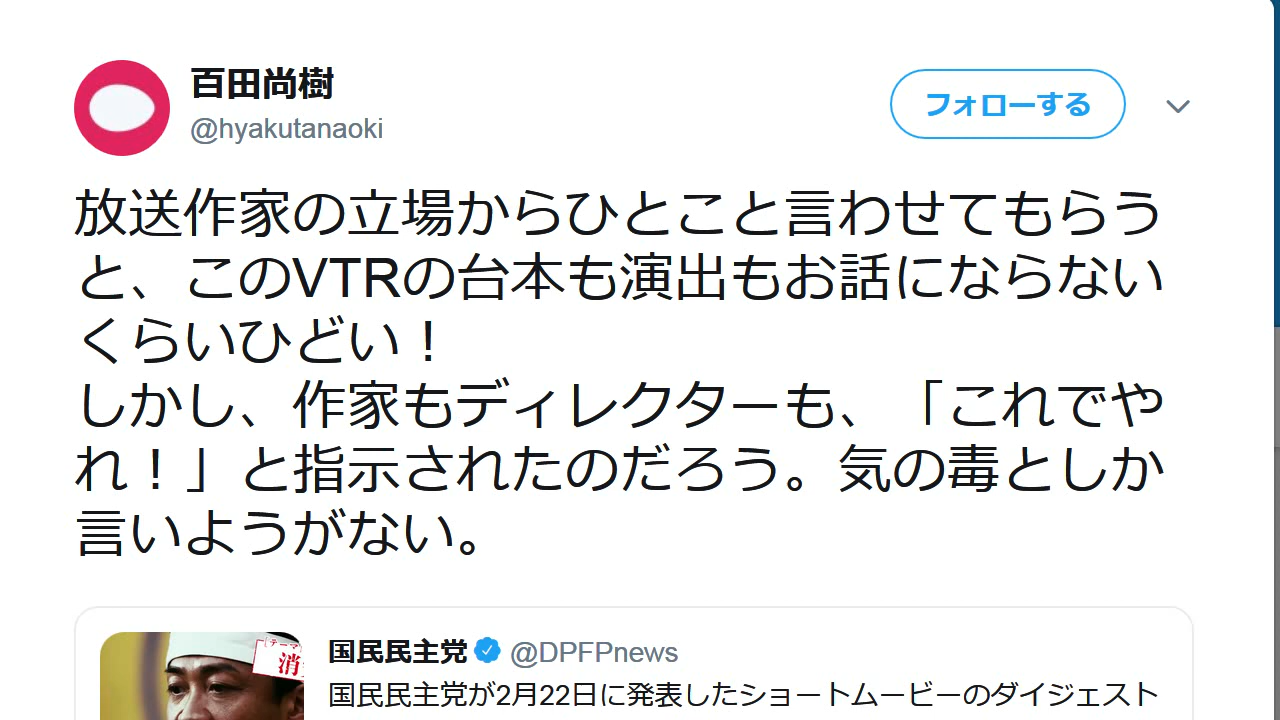 百田尚樹
@hyakutanaoki
フォローする
放送作家の立場からひとこと言わせてもらう
と、このVTRの台本も演出もお話にならない
くらいひどい！
しかし、作家もディレクターも、「これでや
れ！」と指示されたのだろう。気の毒としか
言いようがない。
国民民主党 @DPFPnews
国民民主党が2月22日に発表したショートムービーのダイジェスト
テーマ
消